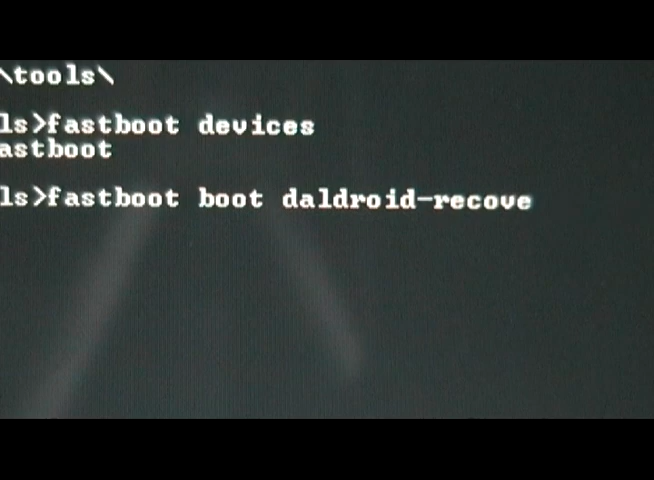 \tools\
ls>fastboot devices
astboot
ls>fastboot boot daldroid-recove